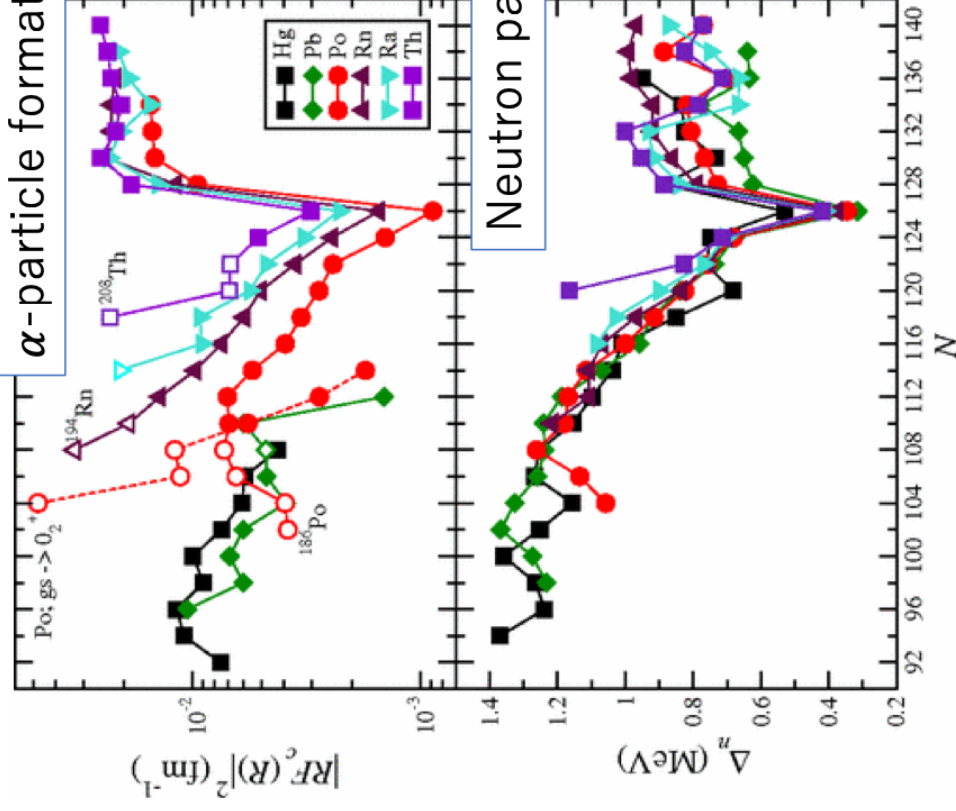 α-particle format
Po; gs -> 0₂⁺
¹⁹⁴Rn
²⁰⁸Th
¹⁸⁶Po
Hg
Pb
Po
Rn
Ra
Th
10⁻²
10⁻³
|RF_c(R)|² (fm⁻¹)
Neutron pa
1.4
1.2
1
0.8
0.6
0.4
0.2
Δₙ (MeV)
92 96 100 104 108 112 116 120 124 128 132 136 140
N